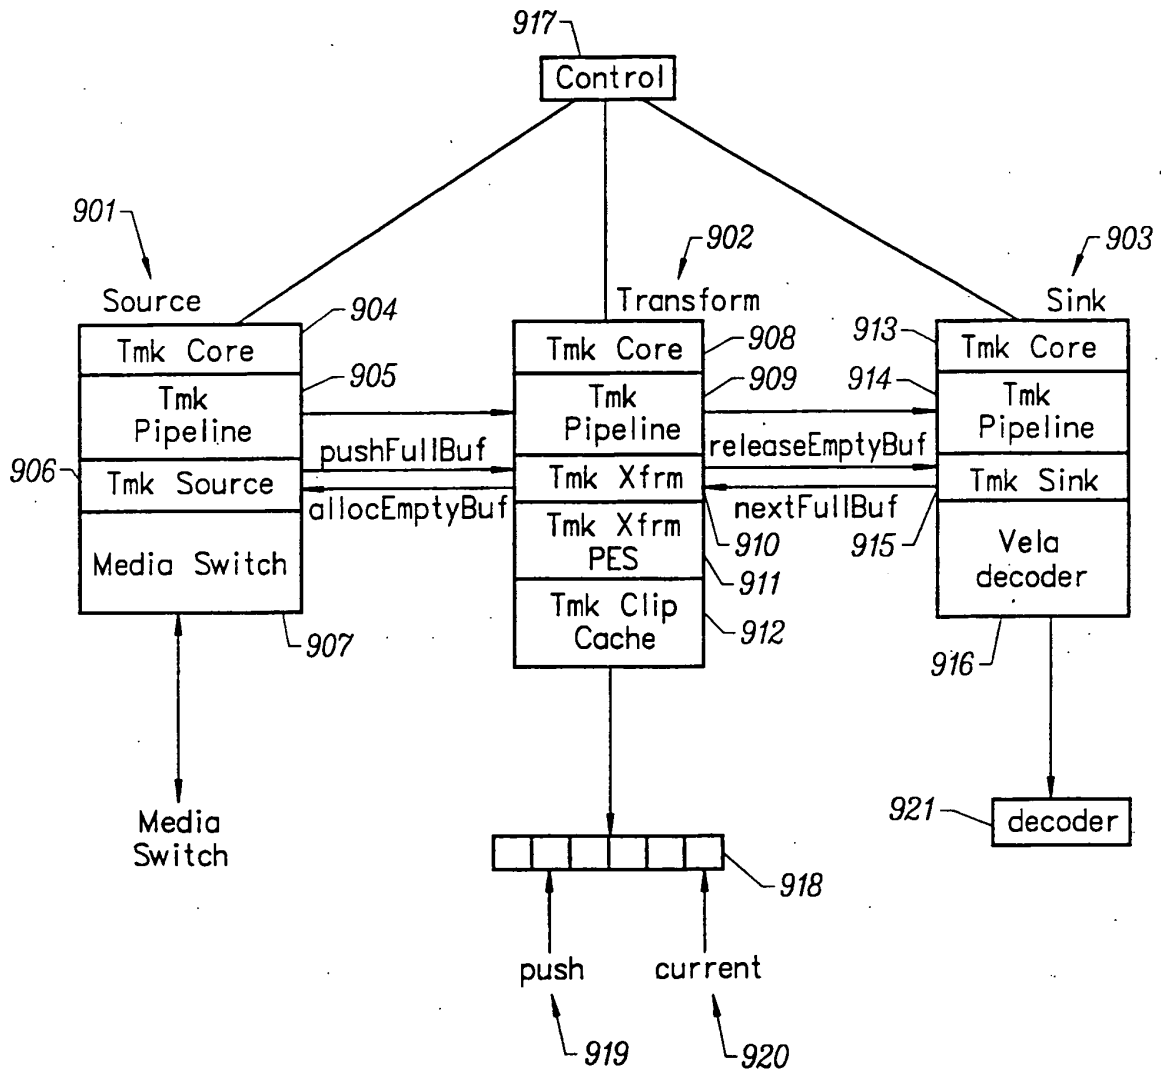 917
Control
901
902
903
Source
Transform
Sink
904
908
913
Tmk Core
Tmk Core
Tmk Core
905
909
914
Tmk
Pipeline
Tmk
Pipeline
Tmk
Pipeline
906
pushFullBuf
releaseEmptyBuf
Tmk Source
Tmk Xfrm
Tmk Sink
allocEmptyBuf
nextFullBuf
910
915
Media Switch
Tmk Xfrm
PES
Vela
decoder
911
Tmk Clip
Cache
912
907
916
Media
Switch
921
decoder
918
push
current
919
920